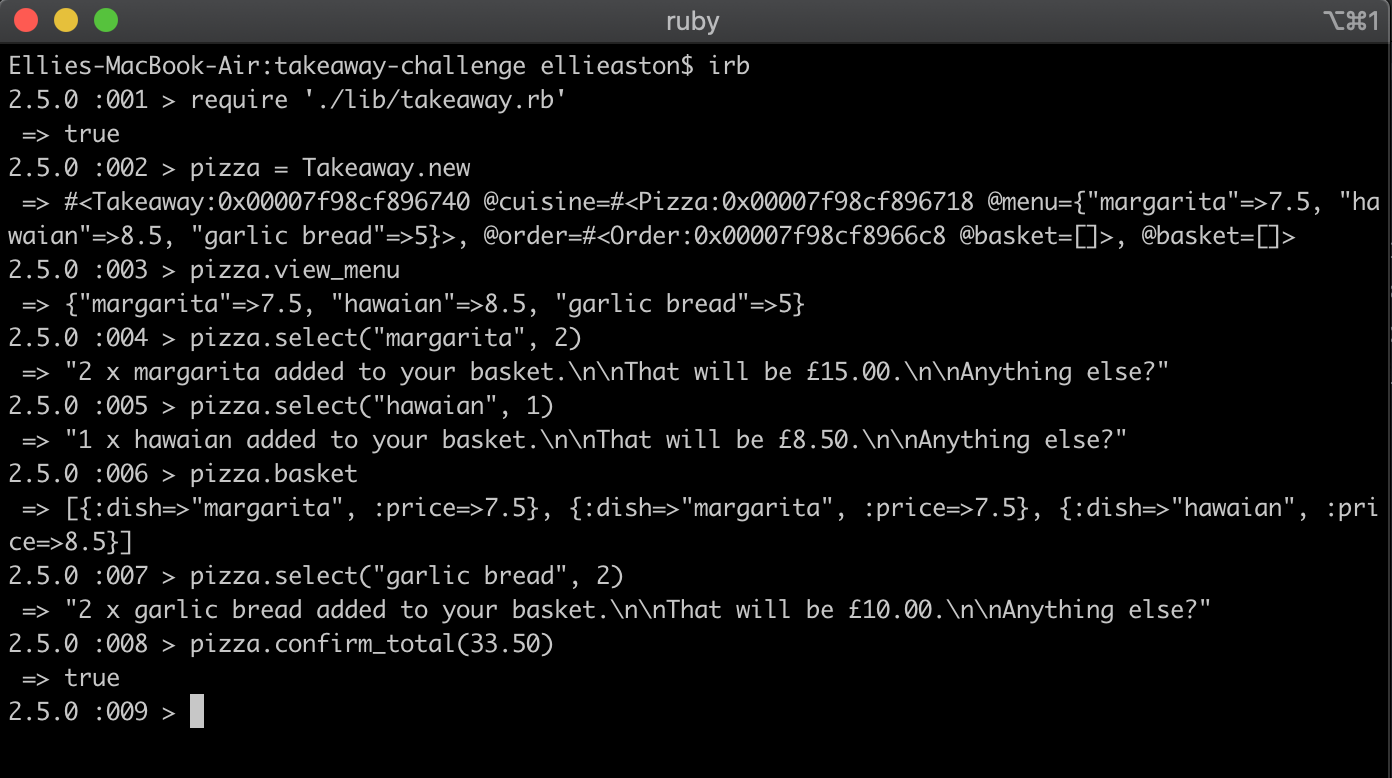 ruby
⌥⌘1
Ellies-MacBook-Air:takeaway-challenge ellieaston$ irb
2.5.0 :001 > require './lib/takeaway.rb'
 => true
2.5.0 :002 > pizza = Takeaway.new
 => #<Takeaway:0x00007f98cf896740 @cuisine=#<Pizza:0x00007f98cf896718 @menu={"margarita"=>7.5, "ha
waian"=>8.5, "garlic bread"=>5}>, @order=#<Order:0x00007f98cf8966c8 @basket=[]>, @basket=[]>
2.5.0 :003 > pizza.view_menu
 => {"margarita"=>7.5, "hawaian"=>8.5, "garlic bread"=>5}
2.5.0 :004 > pizza.select("margarita", 2)
 => "2 x margarita added to your basket.\n\nThat will be £15.00.\n\nAnything else?"
2.5.0 :005 > pizza.select("hawaian", 1)
 => "1 x hawaian added to your basket.\n\nThat will be £8.50.\n\nAnything else?"
2.5.0 :006 > pizza.basket
 => [{:dish=>"margarita", :price=>7.5}, {:dish=>"margarita", :price=>7.5}, {:dish=>"hawaian", :pri
ce=>8.5}]
2.5.0 :007 > pizza.select("garlic bread", 2)
 => "2 x garlic bread added to your basket.\n\nThat will be £10.00.\n\nAnything else?"
2.5.0 :008 > pizza.confirm_total(33.50)
 => true
2.5.0 :009 >